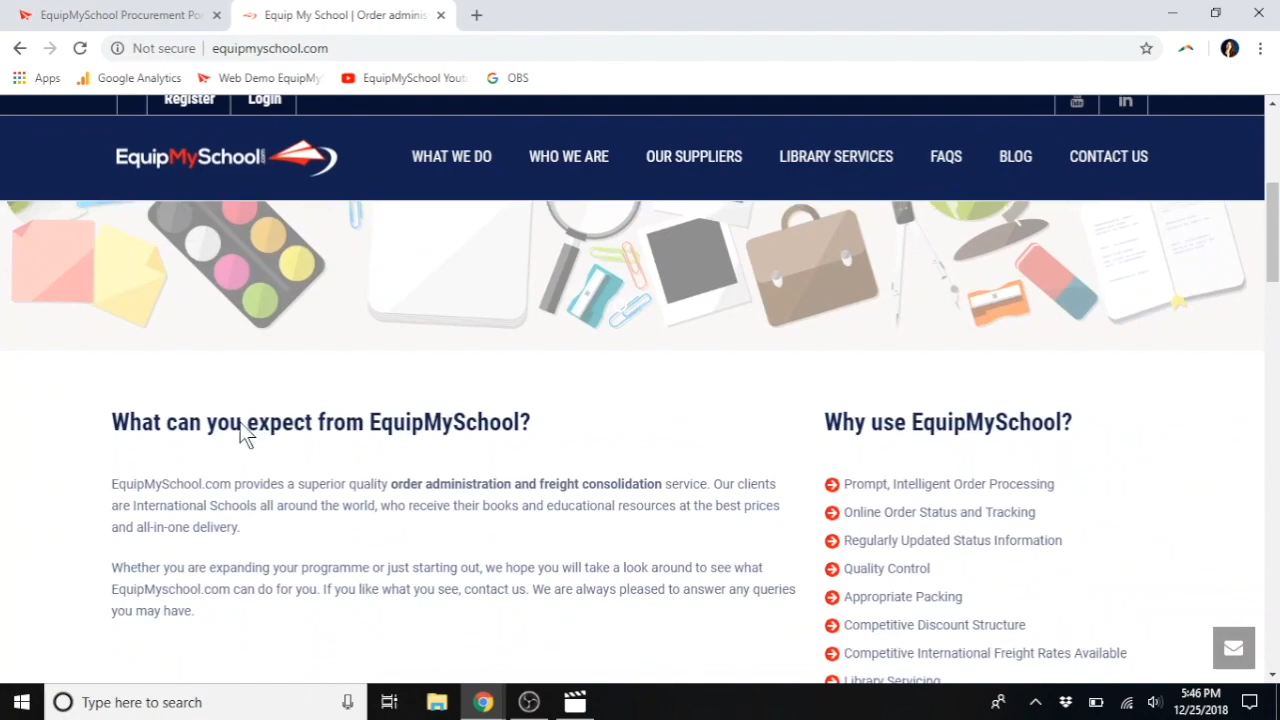 EquipMySchool Procurement Po
Equip My School | Order adminis
Not secure
equipmyschool.com
Apps
Google Analytics
Web Demo EquipMy
EquipMySchool Yout
OBS
Register
Login
You Tube
in
EquipMySchool.com
WHAT WE DO
WHO WE ARE
OUR SUPPLIERS
LIBRARY SERVICES
FAQS
BLOG
CONTACT US
What can you expect from EquipMySchool?
EquipMySchool.com provides a superior quality order administration and freight consolidation service. Our clients
are International Schools all around the world, who receive their books and educational resources at the best prices
and all-in-one delivery.
Whether you are expanding your programme or just starting out, we hope you will take a look around to see what
EquipMyschool.com can do for you. If you like what you see, contact us. We are always pleased to answer any queries
you may have.
Why use EquipMySchool?
Prompt, Intelligent Order Processing
Online Order Status and Tracking
Regularly Updated Status Information
Quality Control
Appropriate Packing
Competitive Discount Structure
Competitive International Freight Rates Available
Library Servicing
Type here to search
5:46 PM
12/25/2018